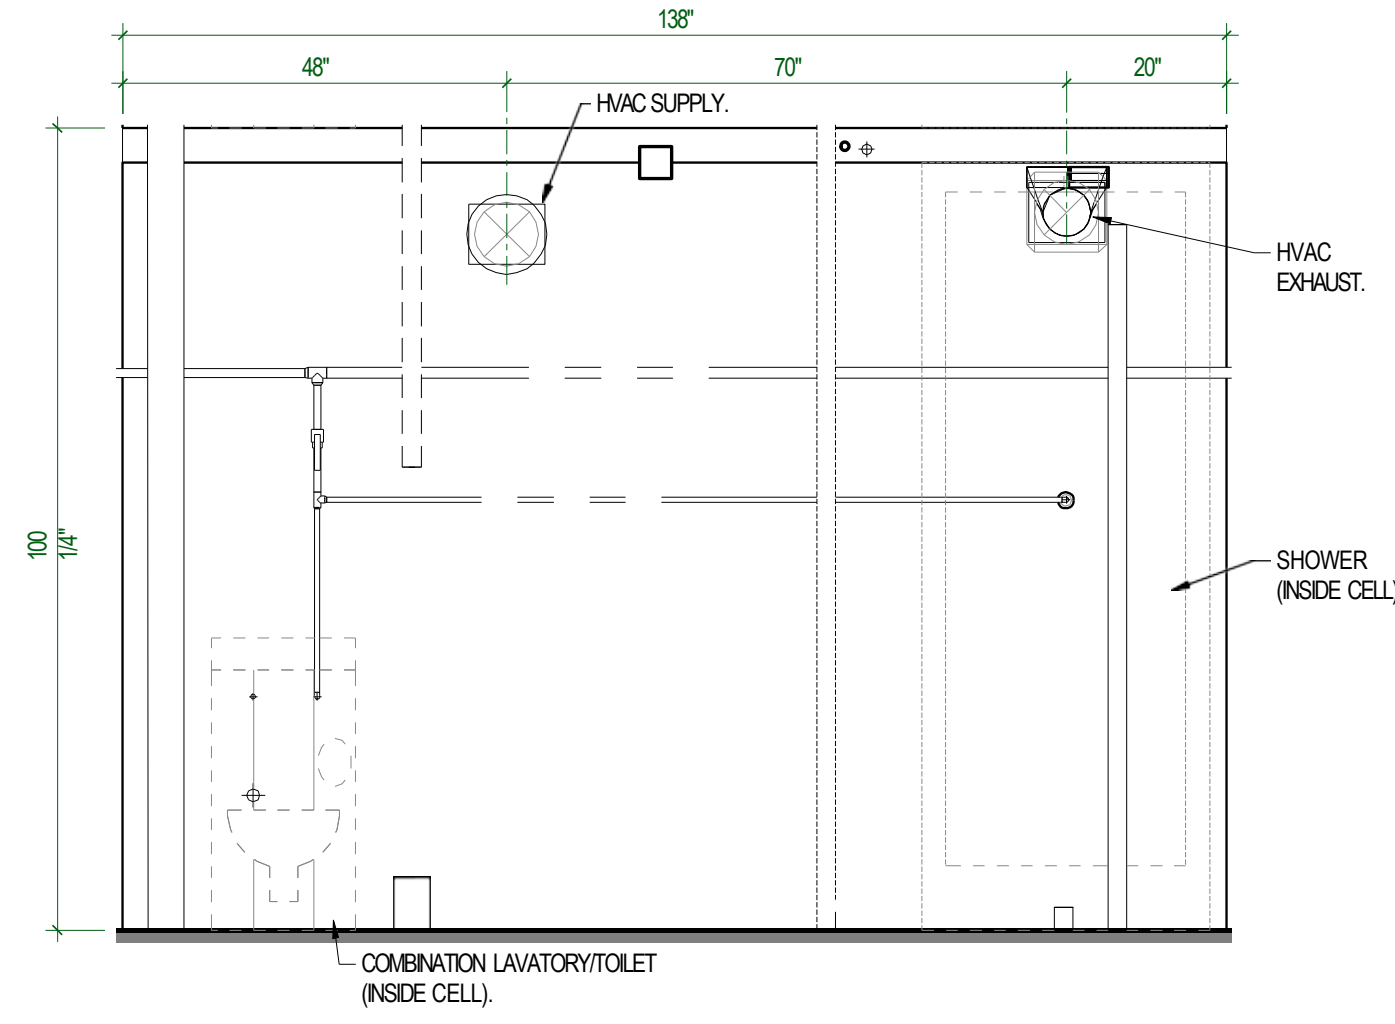 138"
48"
70"
20"
HVAC SUPPLY.
HVAC
EXHAUST.
100
1/4"
SHOWER
(INSIDE CELL)
COMBINATION LAVATORY/TOILET
(INSIDE CELL).